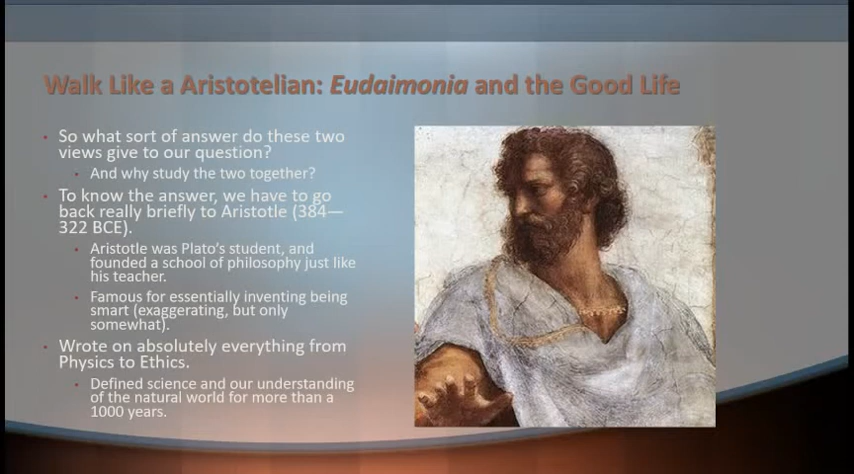 Walk Like a Aristotelian: Eudaimonia and the Good Life
So what sort of answer do these two
views give to our question?
And why study the two together?
To know the answer, we have to go
back really briefly to Aristotle (384—
322 BCE).
Aristotle was Plato's student, and
founded a school of philosophy just like
his teacher.
Famous for essentially inventing being
smart (exaggerating, but only
somewhat).
Wrote on absolutely everything from
Physics to Ethics.
Defined science and our understanding
of the natural world for more than a
1000 years.